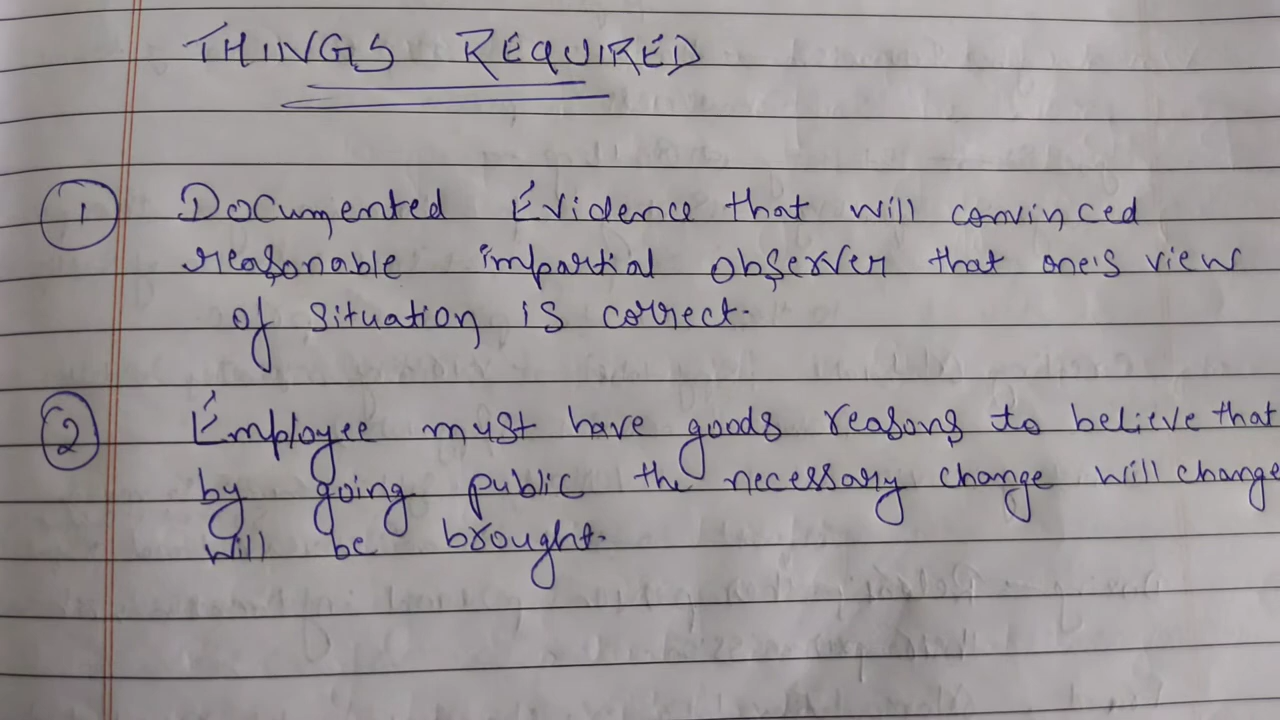 THINGS REQUIRED
1 Documented Evidence that will convinced
reasonable impartial observer that one's view
of situation is correct.
2 Employee must have goods reasons to believe that
by going public the necessary change will change
will be brought.